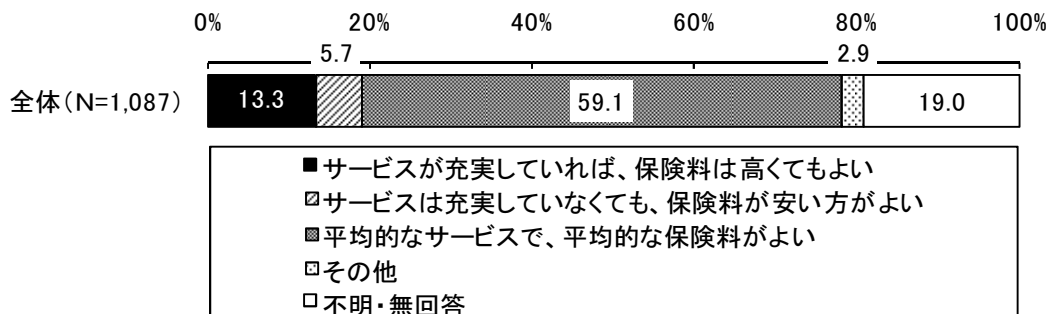 0% 20% 40% 60% 80% 100%
5.7 2.9
全体(N=1,087) 13.3 59.1 19.0
サービスが充実していれば、保険料は高くてもよい
サービスは充実していなくても、保険料が安い方がよい
平均的なサービスで、平均的な保険料がよい
その他
不明・無回答